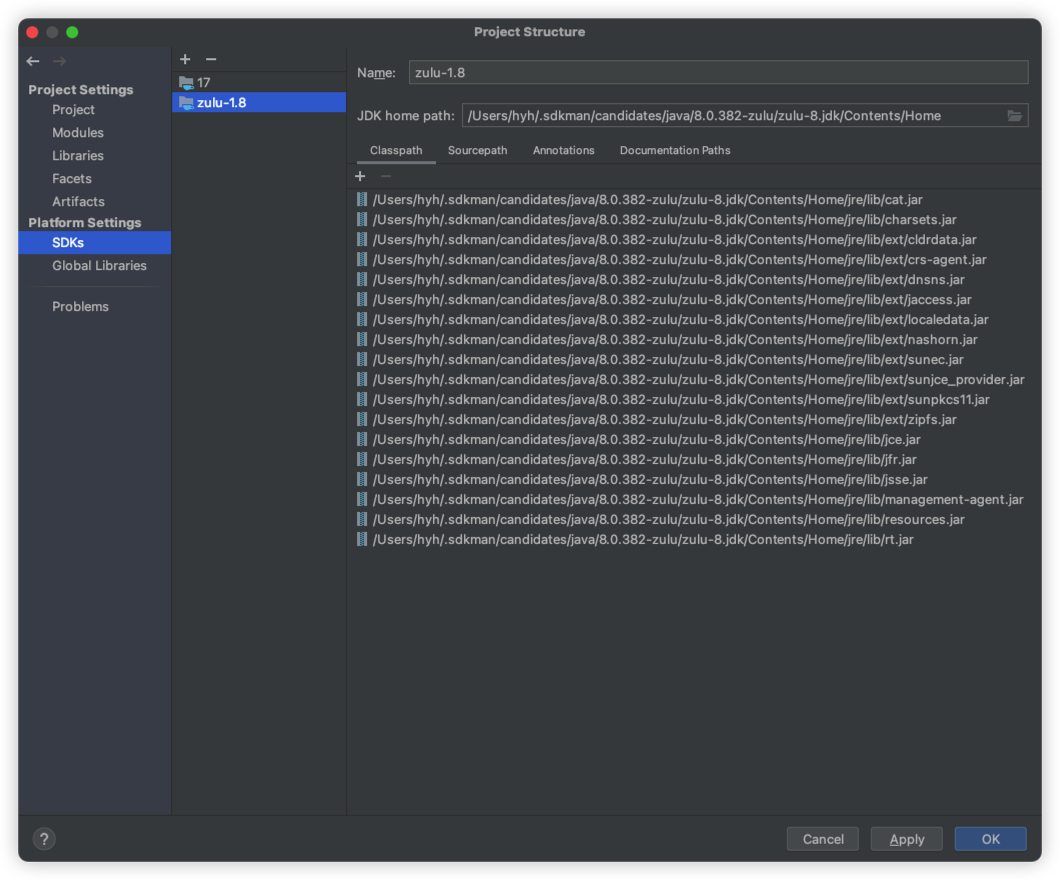 Project Structure
Project Settings
Project
Modules
Libraries
Facets
Artifacts
Platform Settings
SDKs
Global Libraries
Problems
17
zulu-1.8
Name: zulu-1.8
JDK home path: /Users/hyh/.sdkman/candidates/java/8.0.382-zulu/zulu-8.jdk/Contents/Home
Classpath Sourcepath Annotations Documentation Paths
/Users/hyh/.sdkman/candidates/java/8.0.382-zulu/zulu-8.jdk/Contents/Home/jre/lib/cat.jar
/Users/hyh/.sdkman/candidates/java/8.0.382-zulu/zulu-8.jdk/Contents/Home/jre/lib/charsets.jar
/Users/hyh/.sdkman/candidates/java/8.0.382-zulu/zulu-8.jdk/Contents/Home/jre/lib/ext/cldrdata.jar
/Users/hyh/.sdkman/candidates/java/8.0.382-zulu/zulu-8.jdk/Contents/Home/jre/lib/ext/crs-agent.jar
/Users/hyh/.sdkman/candidates/java/8.0.382-zulu/zulu-8.jdk/Contents/Home/jre/lib/ext/dnsns.jar
/Users/hyh/.sdkman/candidates/java/8.0.382-zulu/zulu-8.jdk/Contents/Home/jre/lib/ext/jaccess.jar
/Users/hyh/.sdkman/candidates/java/8.0.382-zulu/zulu-8.jdk/Contents/Home/jre/lib/ext/localedata.jar
/Users/hyh/.sdkman/candidates/java/8.0.382-zulu/zulu-8.jdk/Contents/Home/jre/lib/ext/nashorn.jar
/Users/hyh/.sdkman/candidates/java/8.0.382-zulu/zulu-8.jdk/Contents/Home/jre/lib/ext/sunec.jar
/Users/hyh/.sdkman/candidates/java/8.0.382-zulu/zulu-8.jdk/Contents/Home/jre/lib/ext/sunjce_provider.jar
/Users/hyh/.sdkman/candidates/java/8.0.382-zulu/zulu-8.jdk/Contents/Home/jre/lib/ext/sunpkcs11.jar
/Users/hyh/.sdkman/candidates/java/8.0.382-zulu/zulu-8.jdk/Contents/Home/jre/lib/ext/zipfs.jar
/Users/hyh/.sdkman/candidates/java/8.0.382-zulu/zulu-8.jdk/Contents/Home/jre/lib/jce.jar
/Users/hyh/.sdkman/candidates/java/8.0.382-zulu/zulu-8.jdk/Contents/Home/jre/lib/jfr.jar
/Users/hyh/.sdkman/candidates/java/8.0.382-zulu/zulu-8.jdk/Contents/Home/jre/lib/jsse.jar
/Users/hyh/.sdkman/candidates/java/8.0.382-zulu/zulu-8.jdk/Contents/Home/jre/lib/management-agent.jar
/Users/hyh/.sdkman/candidates/java/8.0.382-zulu/zulu-8.jdk/Contents/Home/jre/lib/resources.jar
/Users/hyh/.sdkman/candidates/java/8.0.382-zulu/zulu-8.jdk/Contents/Home/jre/lib/rt.jar
? Cancel Apply OK